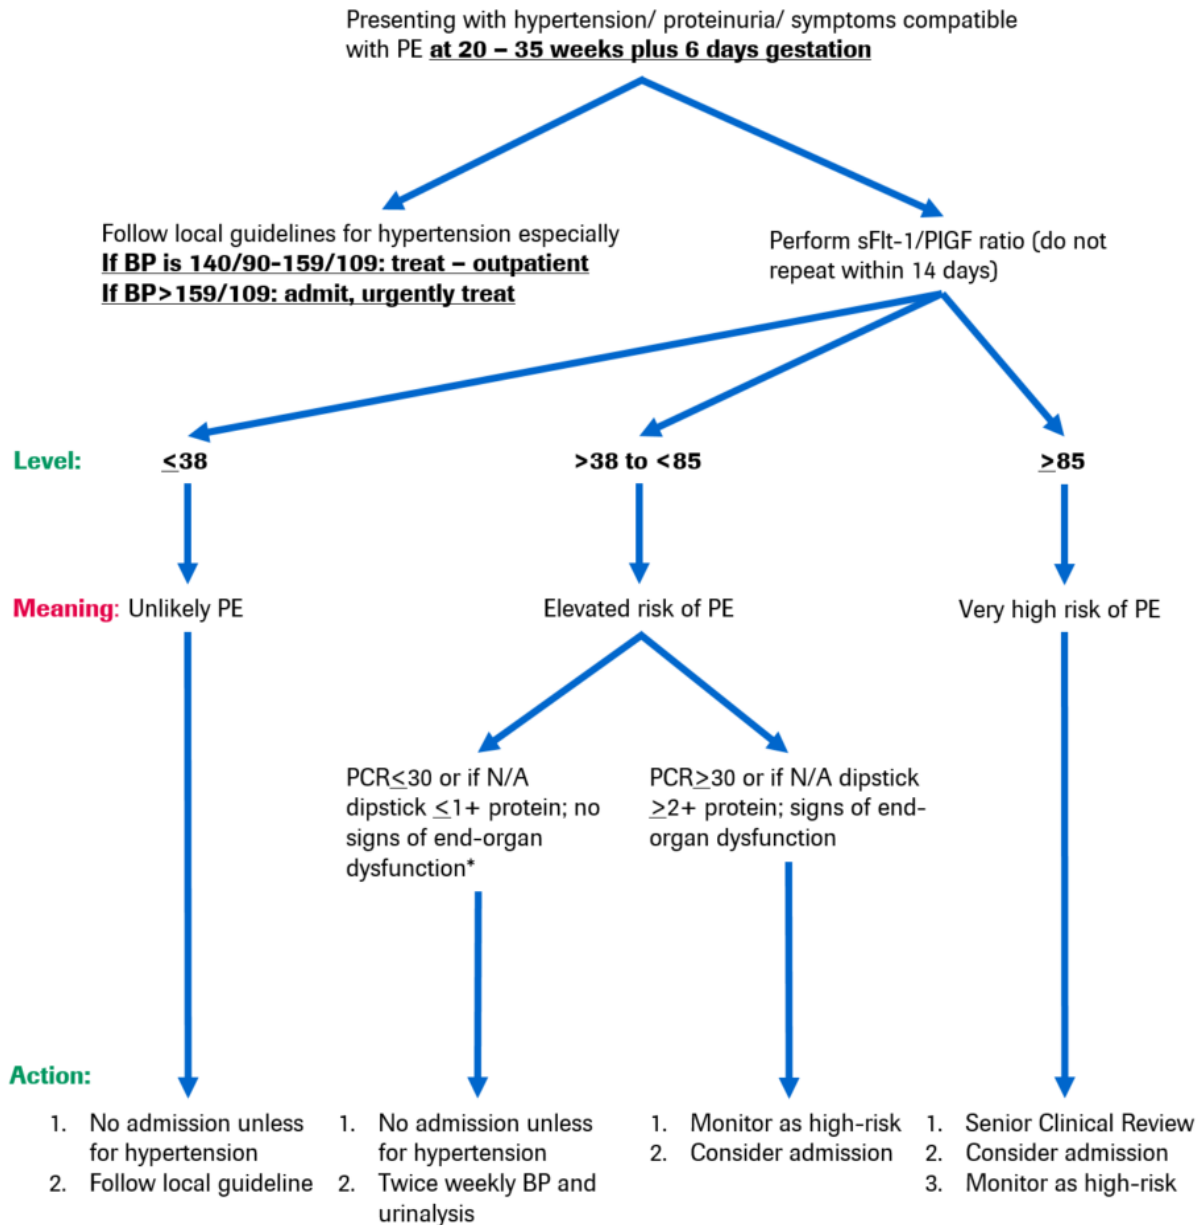 Presenting with hypertension/ proteinuria/ symptoms compatible
with PE at 20 – 35 weeks plus 6 days gestation
Follow local guidelines for hypertension especially
If BP is 140/90-159/109: treat – outpatient
If BP>159/109: admit, urgently treat
Perform sFlt-1/PlGF ratio (do not
repeat within 14 days)
Level:
≤38
>38 to <85
≥85
Meaning: Unlikely PE
Elevated risk of PE
Very high risk of PE
PCR≤30 or if N/A
dipstick ≤1+ protein; no
signs of end-organ
dysfunction*
PCR≥30 or if N/A dipstick
≥2+ protein; signs of end-
organ dysfunction
Action:
1. No admission unless
for hypertension
2. Follow local guideline
1. No admission unless
for hypertension
2. Twice weekly BP and
urinalysis
1. Monitor as high-risk
2. Consider admission
1. Senior Clinical Review
2. Consider admission
3. Monitor as high-risk